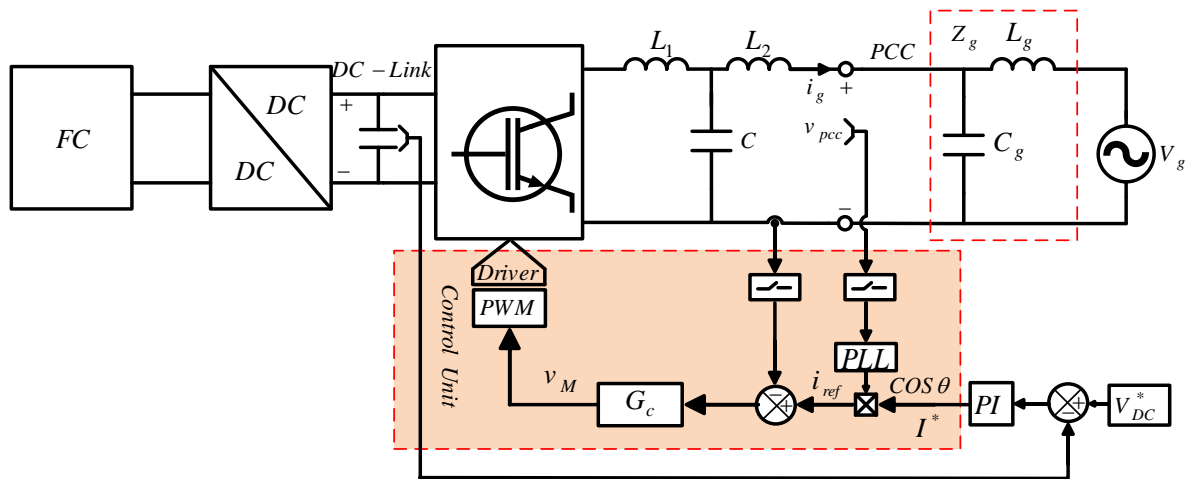 L1
L2
PCC
Zg
Lg
DC – Link
ig
+
FC
DC
DC
+
–
vpcc
C
Cg
Vg
–
Driver
PWM
Control Unit
PLL
vM
Gc
–
+
iref
COS θ
I*
PI
+
–
V*DC